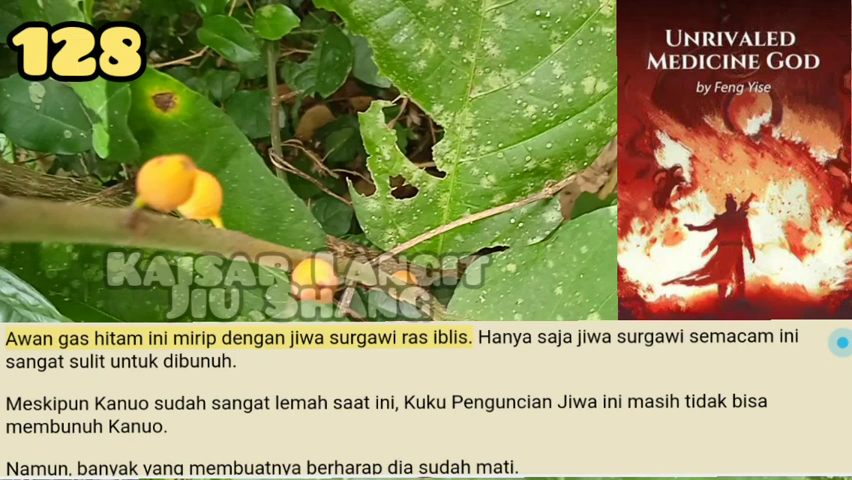 128
UNRIVALED
MEDICINE GOD
by Feng Yise
KAISAR LANGIT
JIU SHANG
Awan gas hitam ini mirip dengan jiwa surgawi ras iblis. Hanya saja jiwa surgawi semacam ini
sangat sulit untuk dibunuh.
Meskipun Kanuo sudah sangat lemah saat ini, Kuku Penguncian Jiwa ini masih tidak bisa
membunuh Kanuo.
Namun, banyak yang membuatnya berharap dia sudah mati.